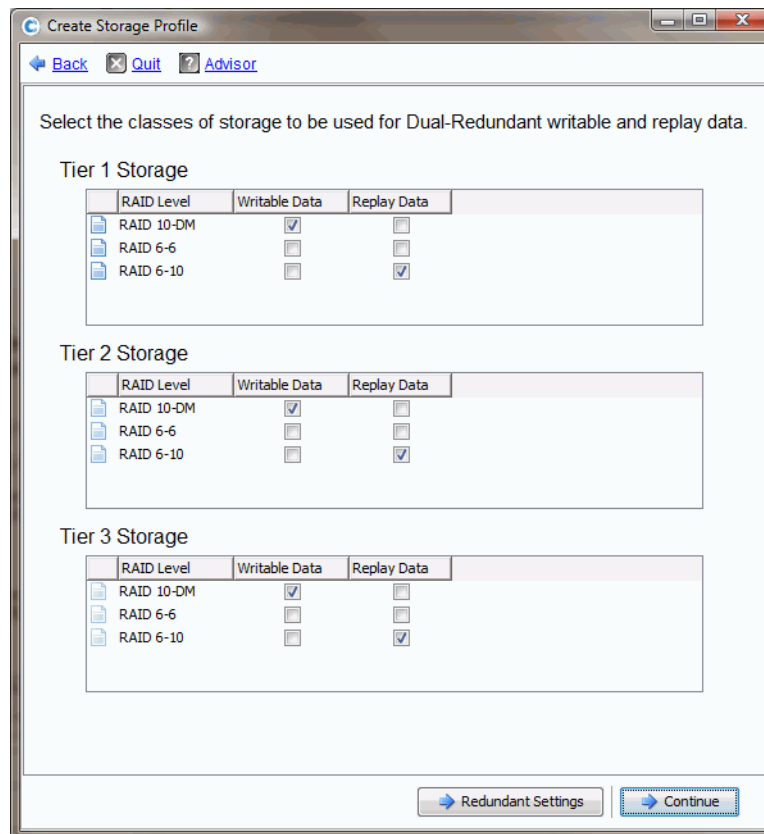 Create Storage Profile
Back Quit Advisor
Select the classes of storage to be used for Dual-Redundant writable and replay data.
Tier 1 Storage
RAID Level Writable Data Replay Data
RAID 10-DM
RAID 6-6
RAID 6-10
Tier 2 Storage
RAID Level Writable Data Replay Data
RAID 10-DM
RAID 6-6
RAID 6-10
Tier 3 Storage
RAID Level Writable Data Replay Data
RAID 10-DM
RAID 6-6
RAID 6-10
Redundant Settings Continue